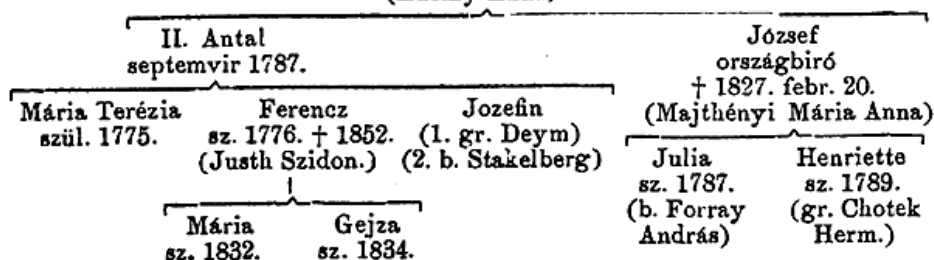 II. Antal
septemvir 1787.
József
országbiró
† 1827. febr. 20.
(Majthényi Mária Anna)
Mária Terézia
szül. 1775.
Ferencz
sz. 1776. † 1852.
(Justh Szidon.)
Jozefin
(1. gr. Deym)
(2. b. Stakelberg)
Julia
sz. 1787.
(b. Forray
András)
Henriette
sz. 1789.
(gr. Chotek
Herm.)
Mária
sz. 1832.
Gejza
sz. 1834.